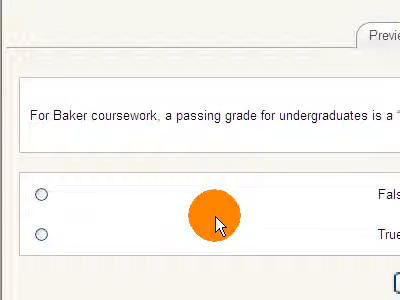 Previe
For Baker coursework, a passing grade for undergraduates is a "
Fals
True